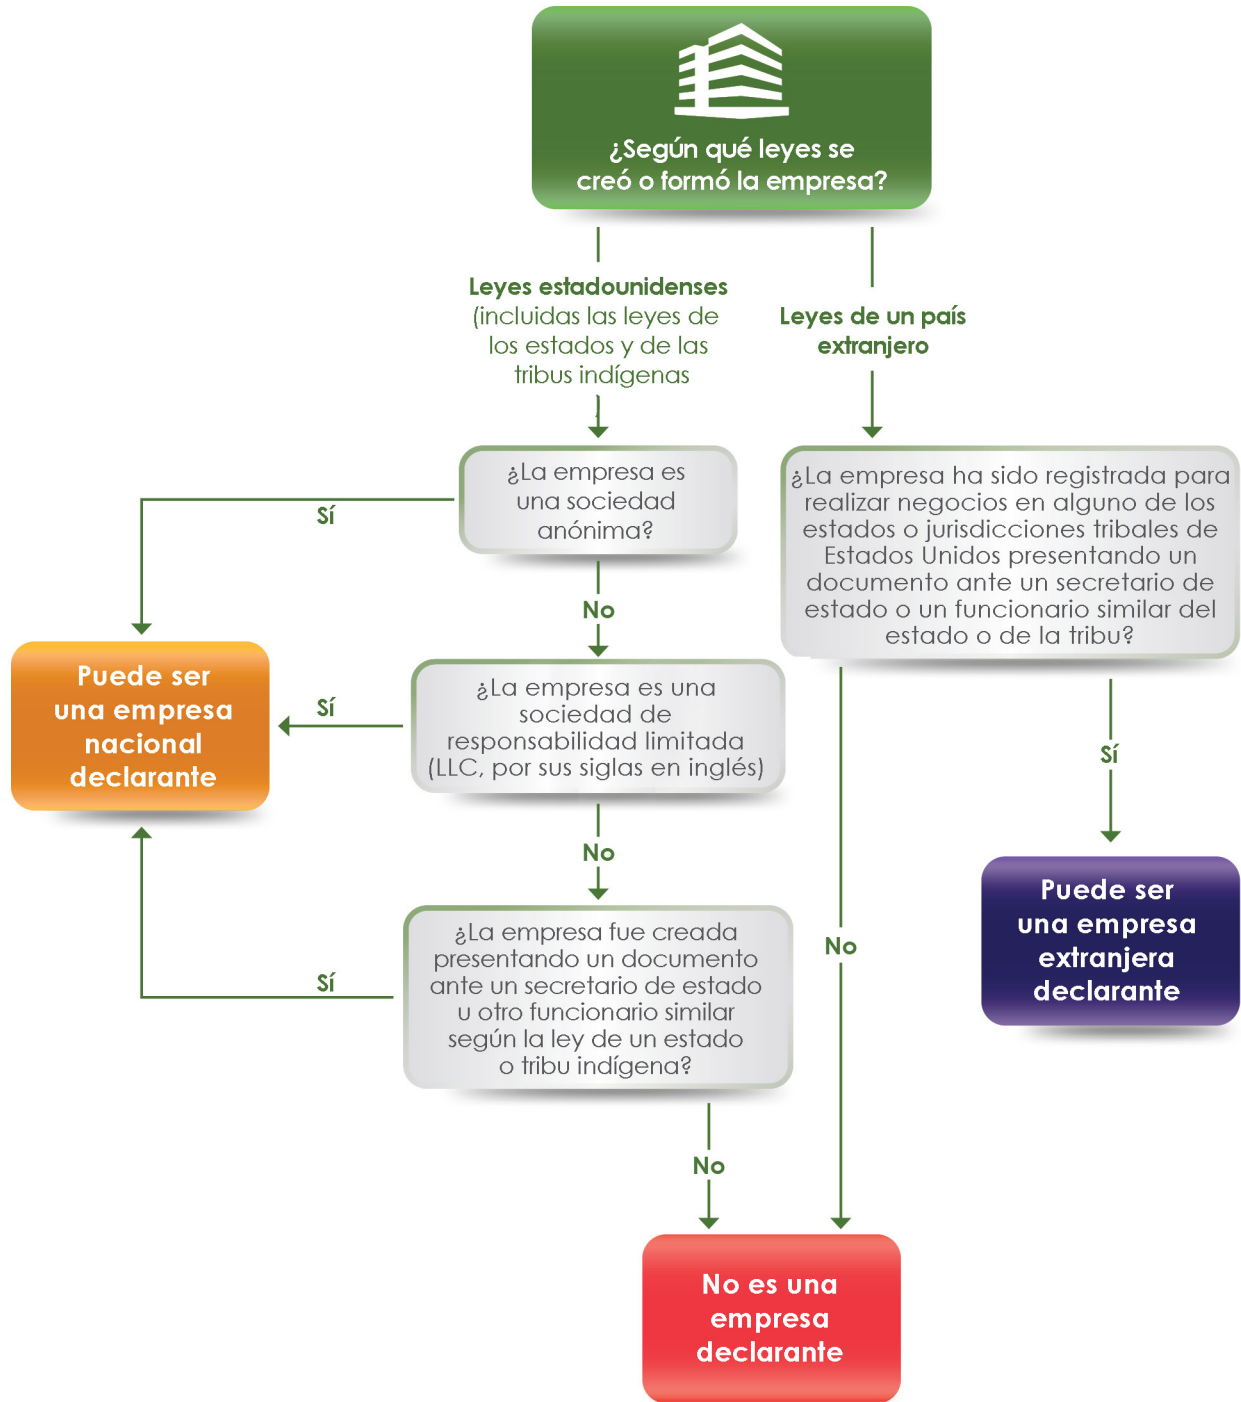 ¿Según qué leyes se
creó o formó la empresa?
Leyes estadounidenses
(incluidas las leyes de
los estados y de las
tribus indígenas
)
Leyes de un país
extranjero
¿La empresa es
una sociedad
anónima?
Sí
No
¿La empresa ha sido registrada para
realizar negocios en alguno de los
estados o jurisdicciones tribales de
Estados Unidos presentando un
documento ante un secretario de
estado o un funcionario similar del
estado o de la tribu?
Puede ser
una empresa
nacional
declarante
Sí
¿La empresa es una
sociedad de
responsabilidad limitada
(LLC, por sus siglas en inglés)
No
Sí
Puede ser
una empresa
extranjera
declarante
¿La empresa fue creada
presentando un documento
ante un secretario de estado
u otro funcionario similar
según la ley de un estado
o tribu indígena?
Sí
No
No
No es una
empresa
declarante